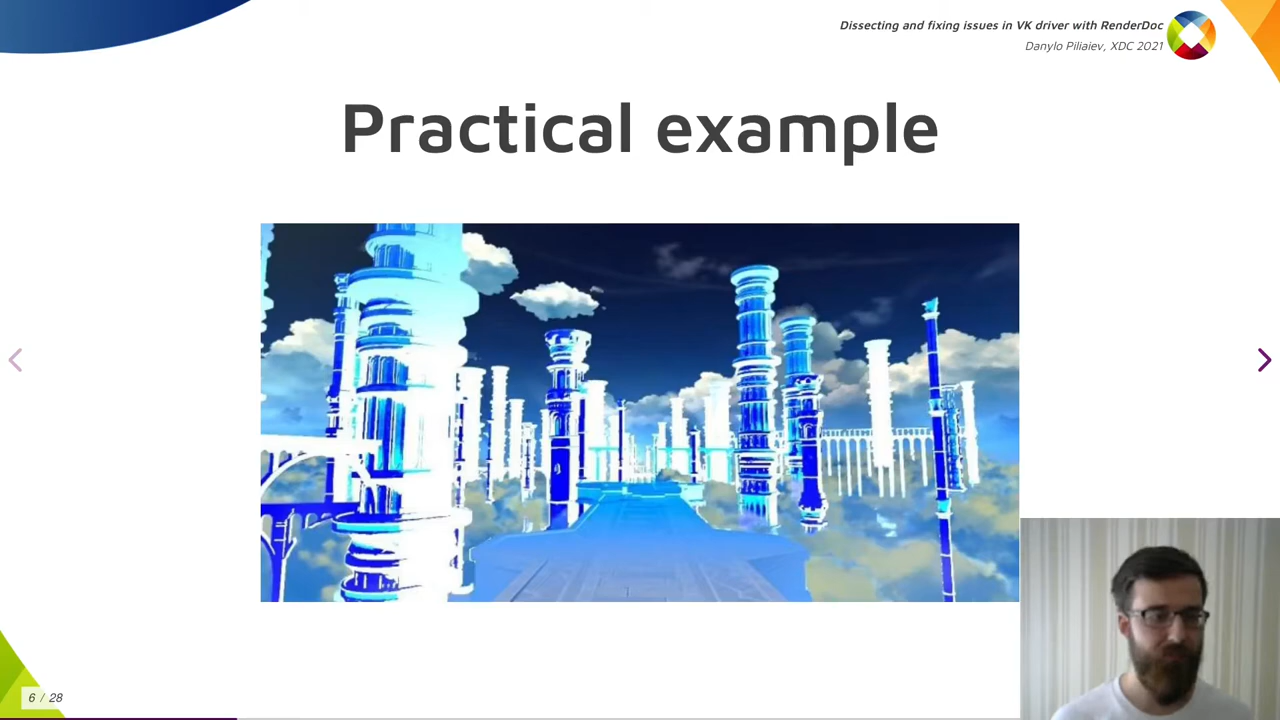 Dissecting and fixing issues in VK driver with RenderDoc
Danylo Piliaiev, XDC 2021
Practical example
6 / 28